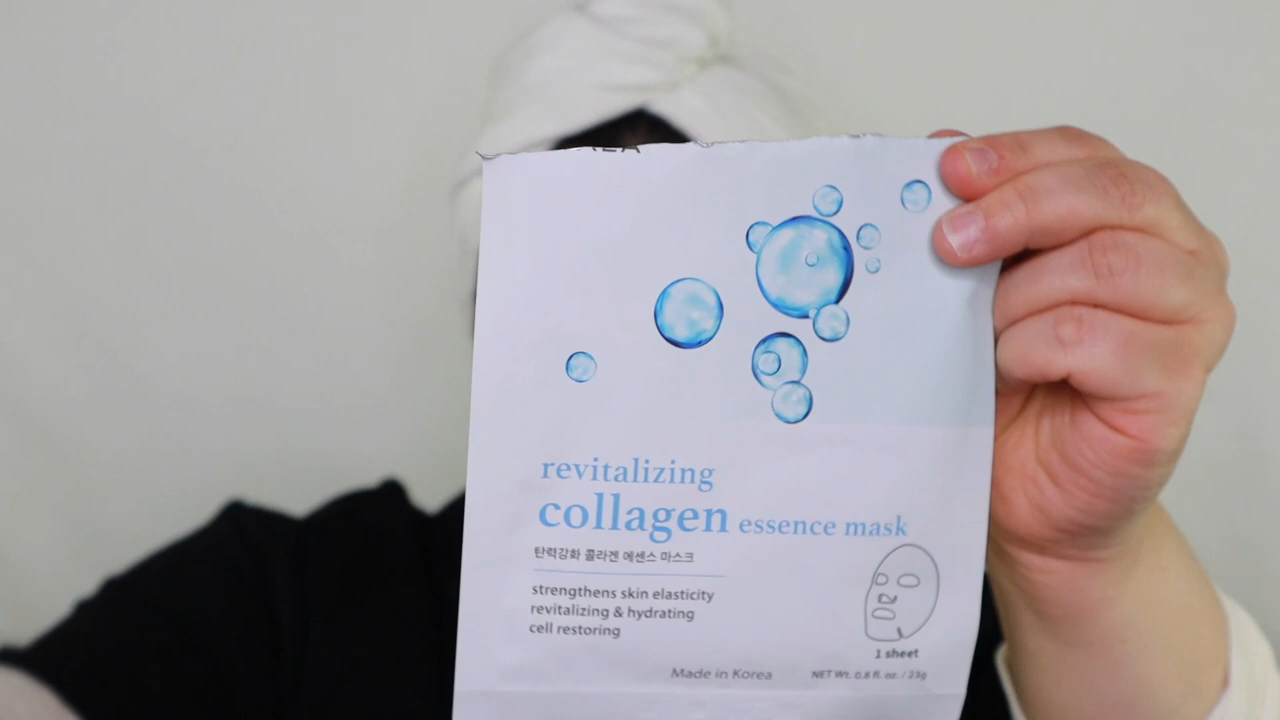 revitalizing
collagen essence mask
탄력강화 콜라겐 에센스 마스크
strengthens skin elasticity
revitalizing & hydrating
cell restoring
1 sheet
Made in Korea NET Wt. 0.8 fl. oz. / 23g